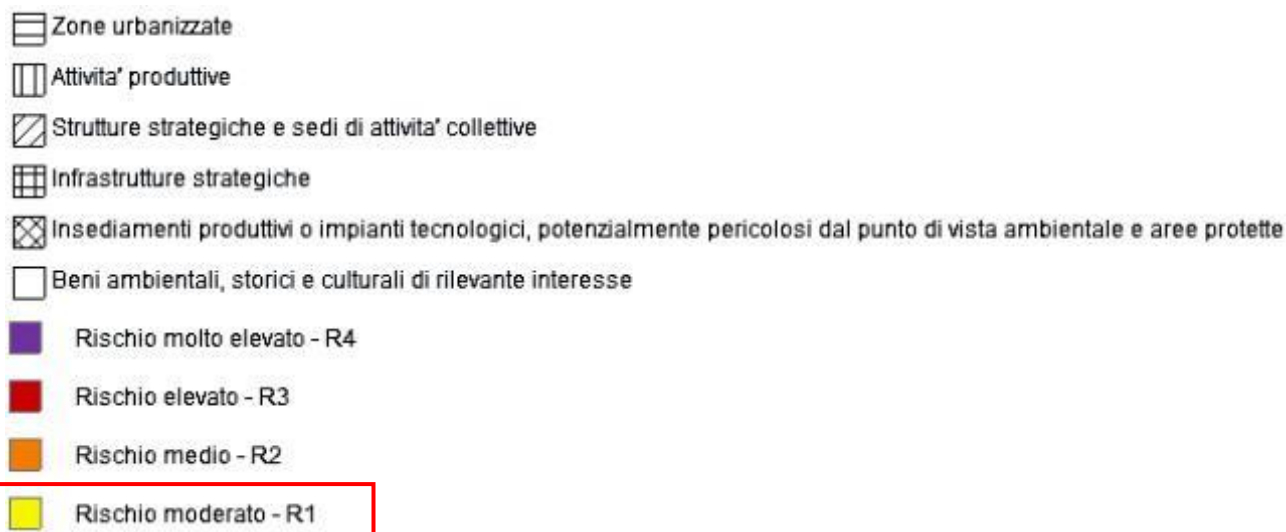 Zone urbanizzate
Attivita' produttive
Strutture strategiche e sedi di attivita' collettive
Infrastrutture strategiche
Insediamenti produttivi o impianti tecnologici, potenzialmente pericolosi dal punto di vista ambientale e aree protette
Beni ambientali, storici e culturali di rilevante interesse
Rischio molto elevato - R4
Rischio elevato - R3
Rischio medio - R2
Rischio moderato - R1